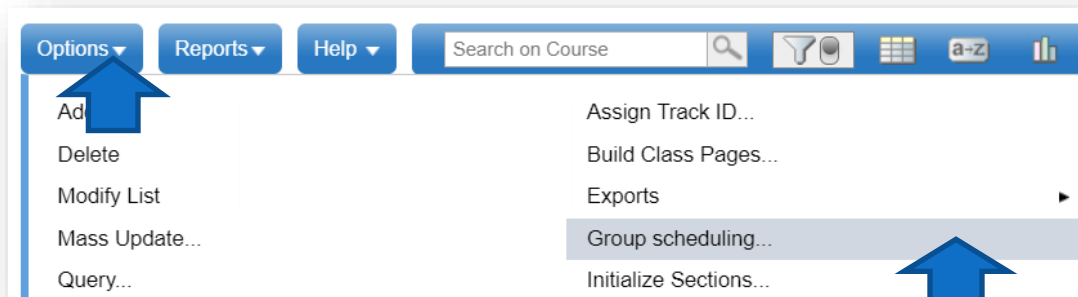 Options Reports Help Search on Course a-z
Assign Track ID...
Delete
Build Class Pages...
Modify List
Exports
Mass Update...
Group scheduling...
Query...
Initialize Sections...